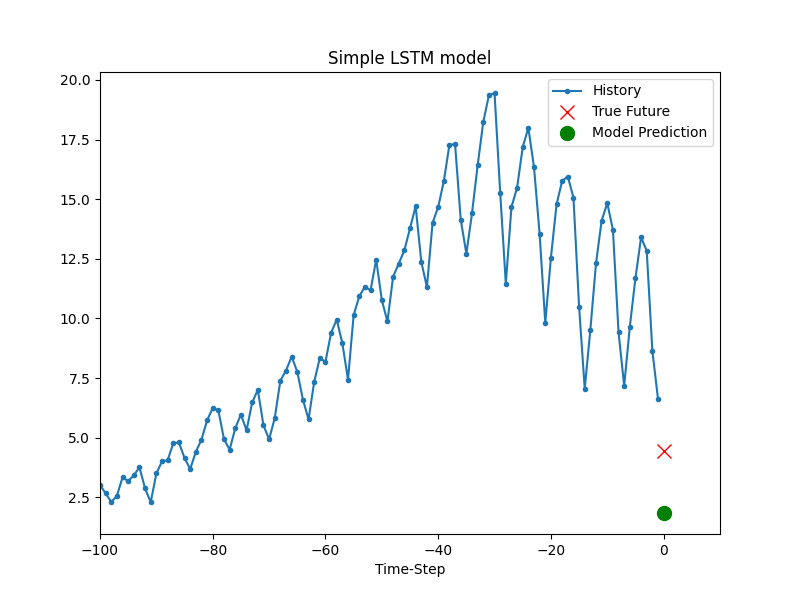 Simple LSTM model
History
True Future
Model Prediction
20.0
17.5
15.0
12.5
10.0
7.5
5.0
2.5
−100 −80 −60 −40 −20 0
Time-Step